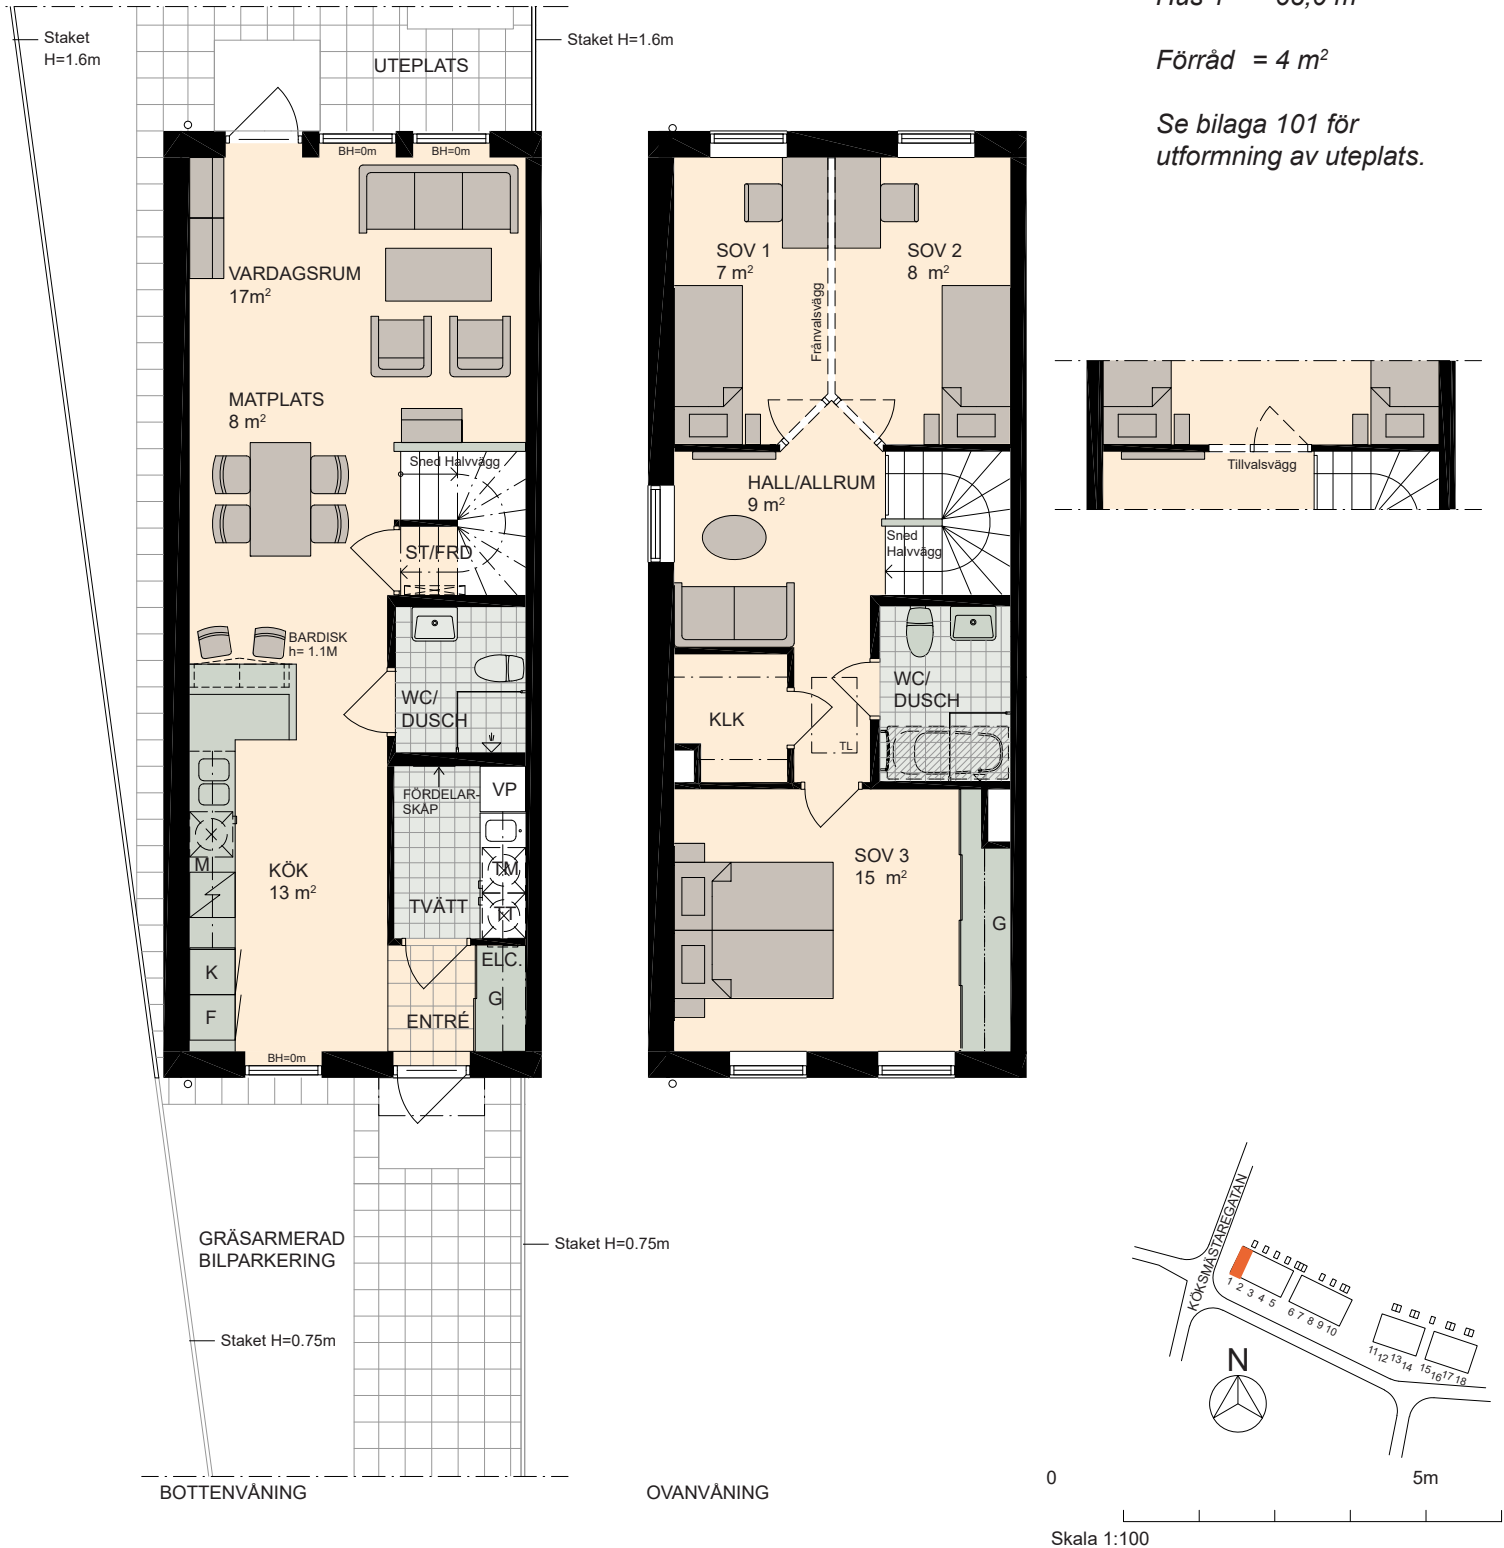 Förråd = 4 m²
Se bilaga 101 för
utformning av uteplats.
Staket
H=1.6m
UTEPLATS
Staket H=1.6m
BH=0m
BH=0m
VARDAGSRUM
17m²
MATPLATS
8 m²
Sned Halvvägg
ST/FRD
BARDISK
h= 1.1M
WC/
DUSCH
FÖRDELAR-
SKÅP
VP
M
KÖK
13 m²
TM
TT
TVÄTT
K
F
ELC.
G
ENTRÉ
BH=0m
GRÄSARMERAD
BILPARKERING
Staket H=0.75m
Staket H=0.75m
BOTTENVÅNING
SOV 1
7 m²
SOV 2
8 m²
Frånvalsvägg
HALL/ALLRUM
9 m²
Sned
Halvvägg
WC/
DUSCH
KLK
TL
SOV 3
15 m²
G
OVANVÅNING
Tillvalsvägg
KÖKSMÄSTAREGATAN
1 2 3 4 5
6 7 8 9 10
11 12 13 14
15 16 17 18
N
0 5m
Skala 1:100